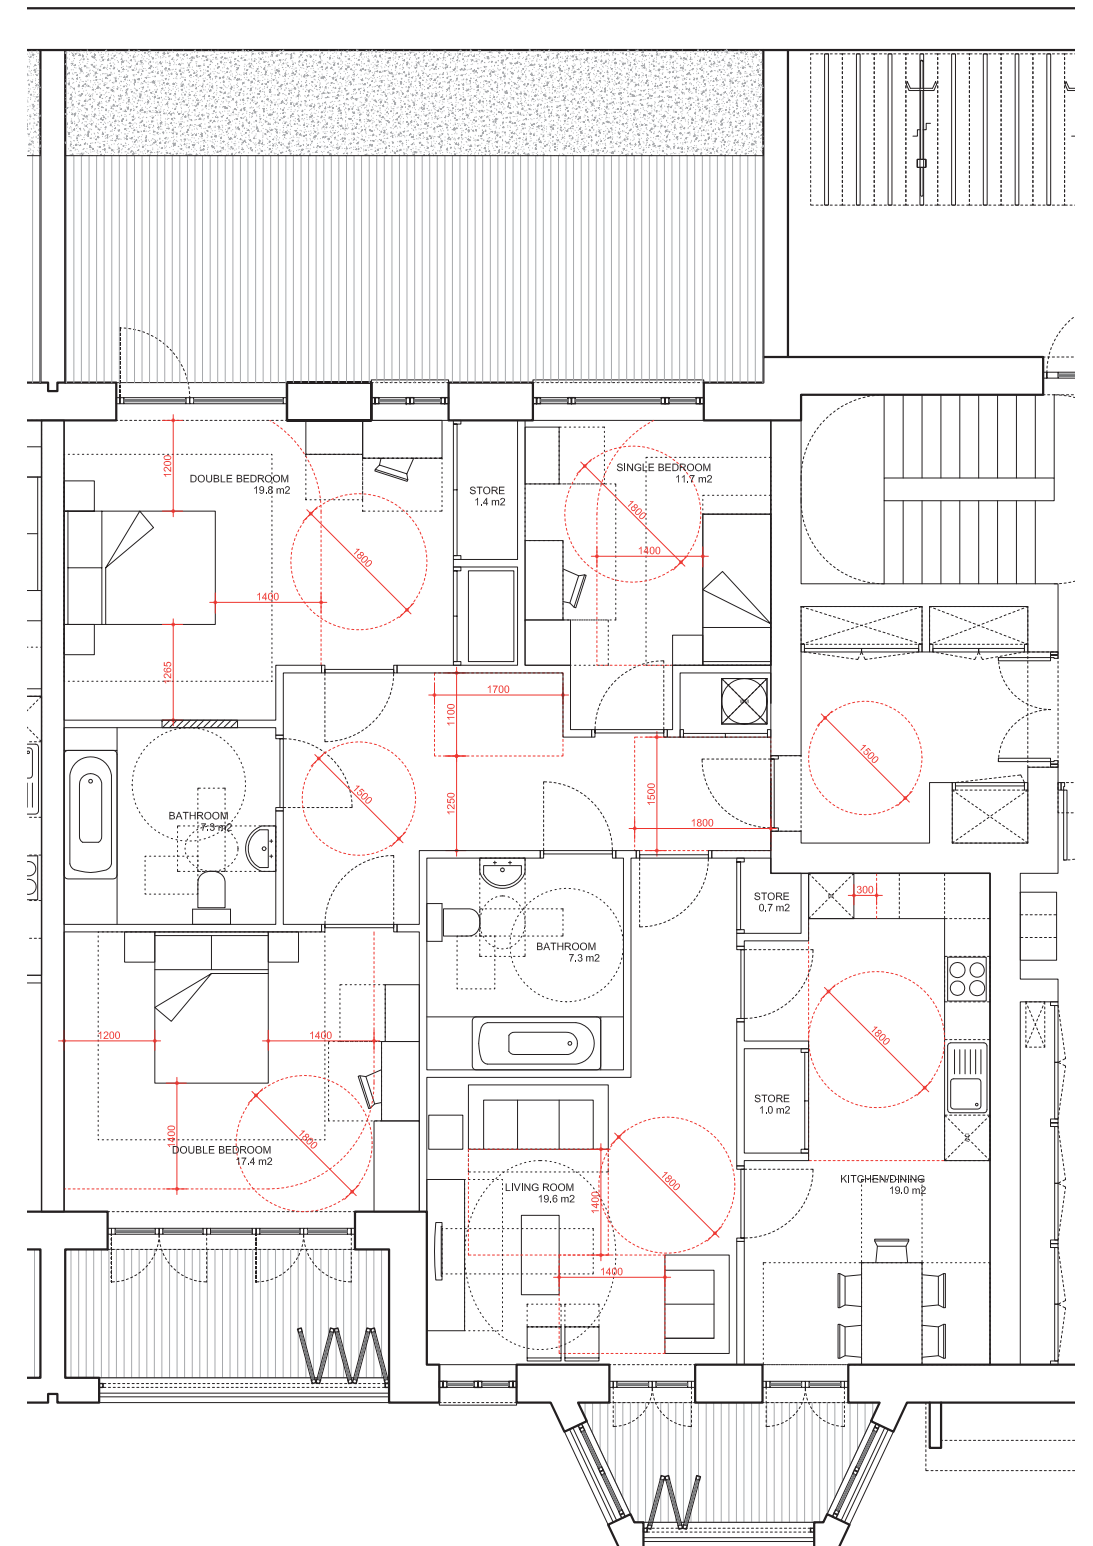 1200
DOUBLE BEDROOM
19.8 m2
STORE
1.4 m2
SINGLE BEDROOM
11.7 m2
1800
1800
1400
1400
1265
1700
1100
1500
1500
1250
1500
1800
BATHROOM
7.3 m2
STORE
0.7 m2
300
BATHROOM
7.3 m2
1200
1400
1800
1400
1800
STORE
1.0 m2
DOUBLE BEDROOM
17.4 m2
LIVING ROOM
19.6 m2
1400
1800
KITCHEN/DINING
19.0 m2
1400